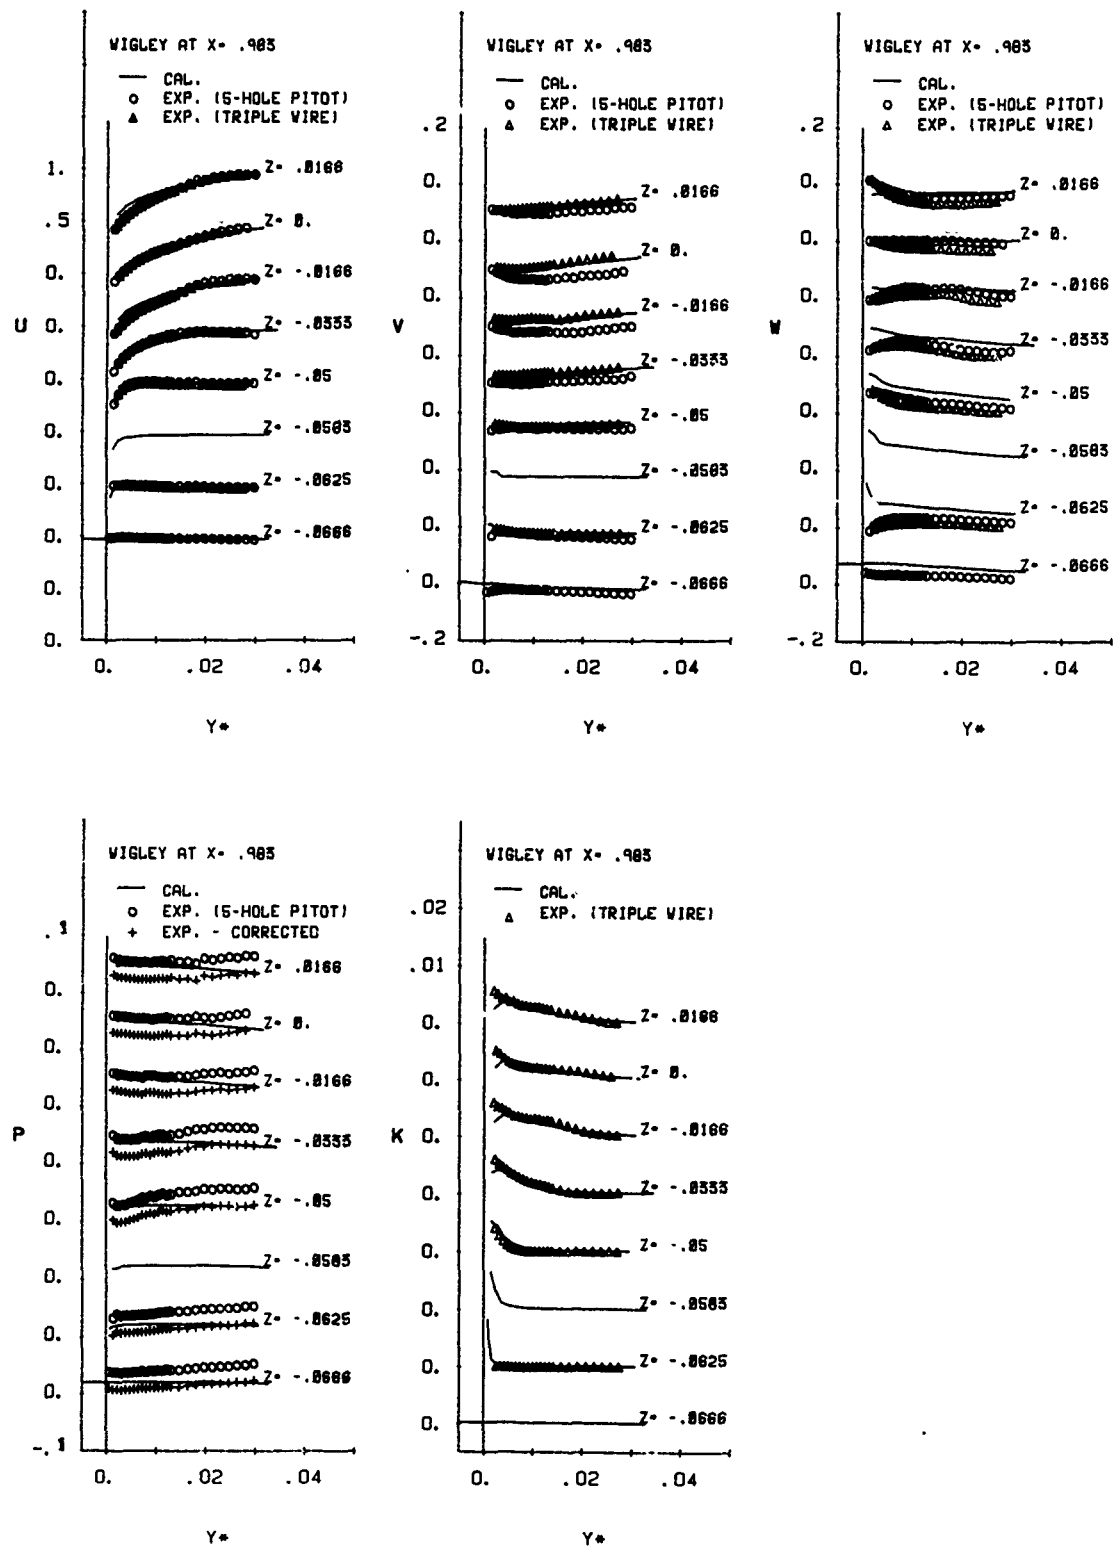 WIGLEY AT X= .983
CAL.
EXP. (5-HOLE PITOT)
EXP. (TRIPLE WIRE)
1.
.5
0.
0.
0.
0.
0.
0.
0.
0.
U
Z= .0166
Z= 0.
Z= -.0166
Z= -.0333
Z= -.05
Z= -.0583
Z= -.0625
Z= -.0666
0.
.02
.04
Y*
WIGLEY AT X= .983
CAL.
EXP. (5-HOLE PITOT)
EXP. (TRIPLE WIRE)
.2
0.
0.
0.
0.
0.
0.
0.
0.
-.2
V
Z= .0166
Z= 0.
Z= -.0166
Z= -.0333
Z= -.05
Z= -.0583
Z= -.0625
Z= -.0666
0.
.02
.04
Y*
WIGLEY AT X= .983
CAL.
EXP. (5-HOLE PITOT)
EXP. (TRIPLE WIRE)
.2
0.
0.
0.
0.
0.
0.
0.
0.
-.2
W
Z= .0166
Z= 0.
Z= -.0166
Z= -.0333
Z= -.05
Z= -.0583
Z= -.0625
Z= -.0666
0.
.02
.04
Y*
WIGLEY AT X= .983
CAL.
EXP. (5-HOLE PITOT)
EXP. - CORRECTED
.1
0.
0.
0.
0.
0.
0.
0.
0.
-.1
P
Z= .0166
Z= 0.
Z= -.0166
Z= -.0333
Z= -.05
Z= -.0583
Z= -.0625
Z= -.0666
0.
.02
.04
Y*
WIGLEY AT X= .983
CAL.
EXP. (TRIPLE WIRE)
.02
.01
0.
0.
0.
0.
0.
0.
0.
0.
K
Z= .0166
Z= 0.
Z= -.0166
Z= -.0333
Z= -.05
Z= -.0583
Z= -.0625
Z= -.0666
0.
.02
.04
Y*